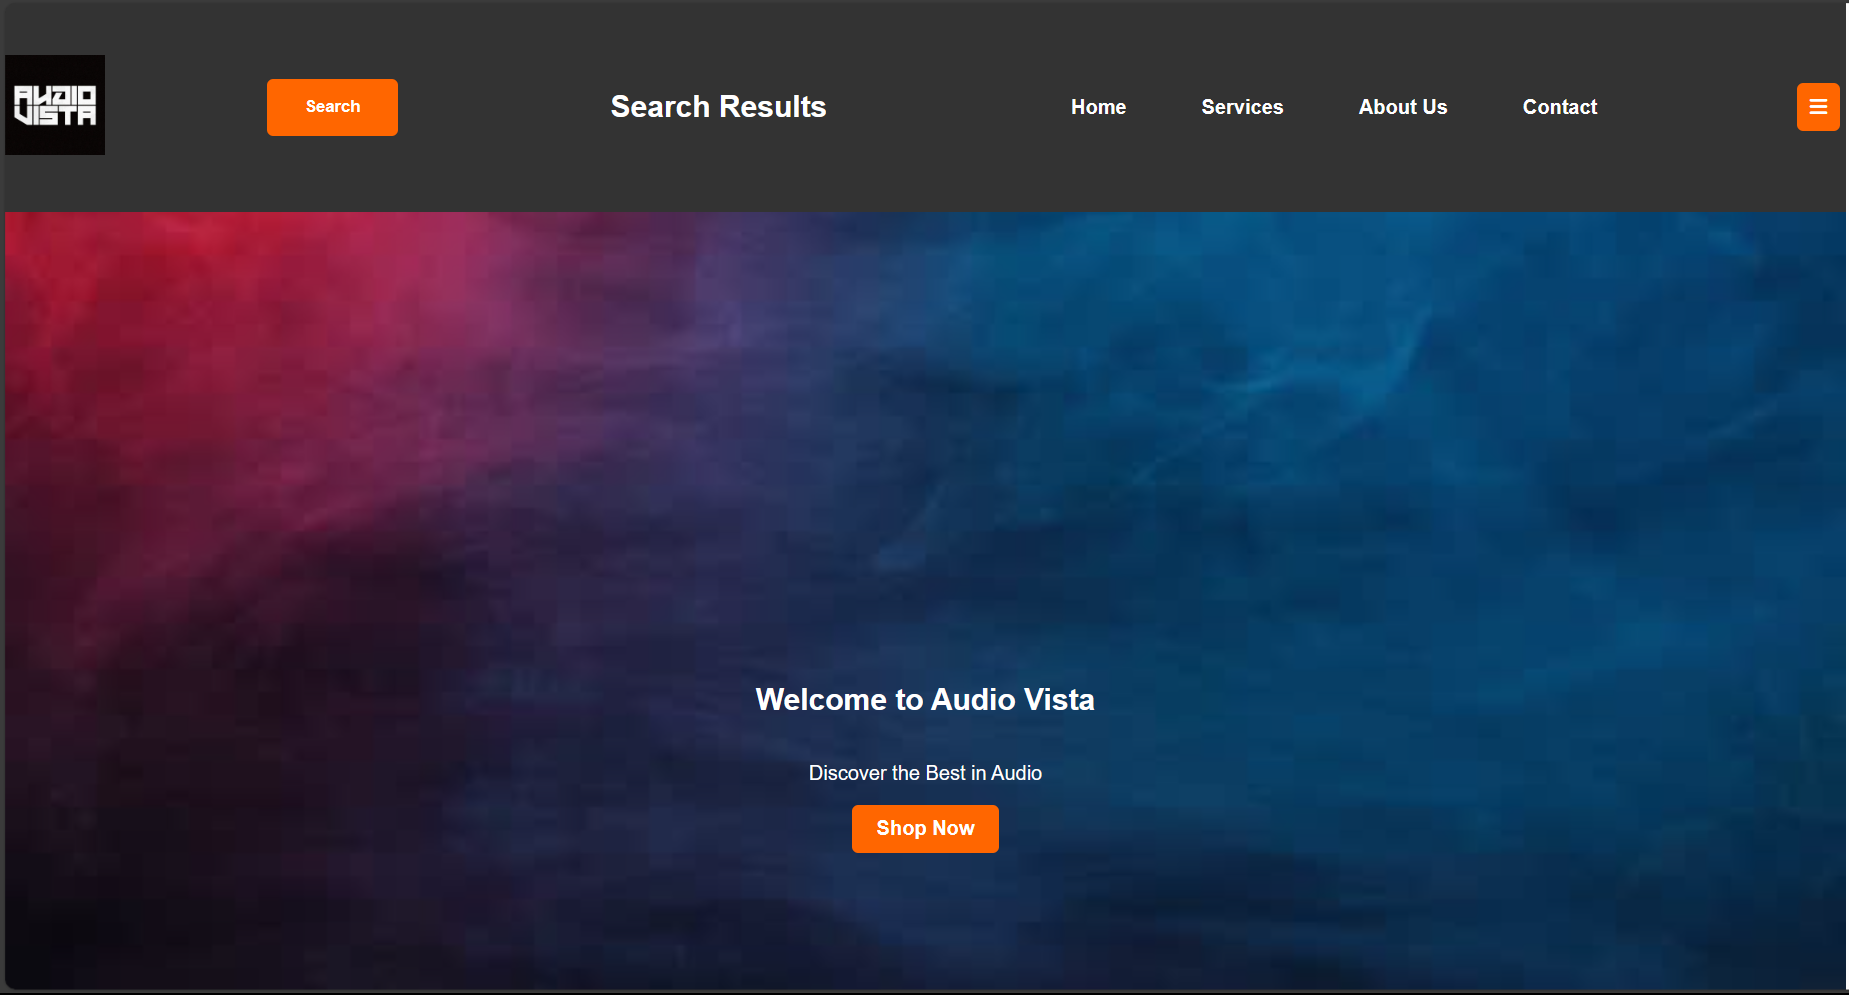 AUDIO
VISTA
Search
Search Results
Home
Services
About Us
Contact
Welcome to Audio Vista
Discover the Best in Audio
Shop Now